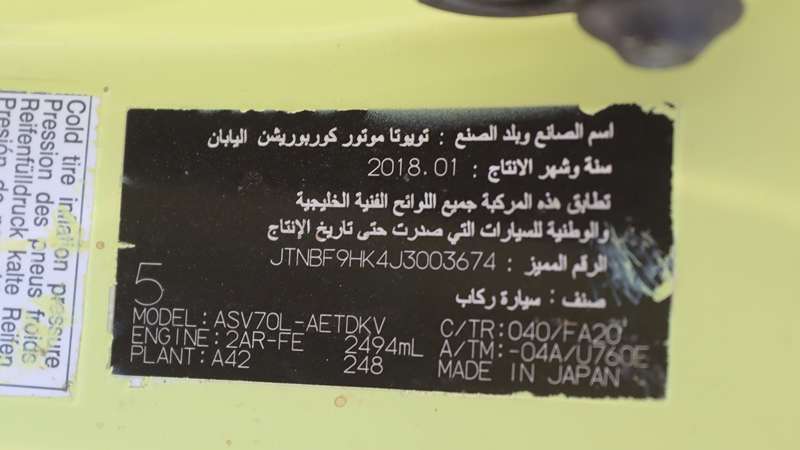 اسم الصانع وبلد الصنع : تويوتا موتور كوربوريشن اليابان
سنة وشهر الانتاج : 2018.01
تطابق هذه المركبة جميع اللوائح الفنية الخليجية
والوطنية للسيارات التي صدرت حتى تاريخ الإنتاج
الرقم المميز : JTNBF9HK4J3003674
صنف : سيارة ركاب
5
MODEL:ASV70L-AETDKV C/TR:040/FA20
ENGINE:2AR-FE 2494mL A/TM:-04A/U760E
PLANT:A42 248 MADE IN JAPAN
Cold tire inflation pressure
Pression des pneus froids
Reifenfülldruck kalte Reifen
Presión de